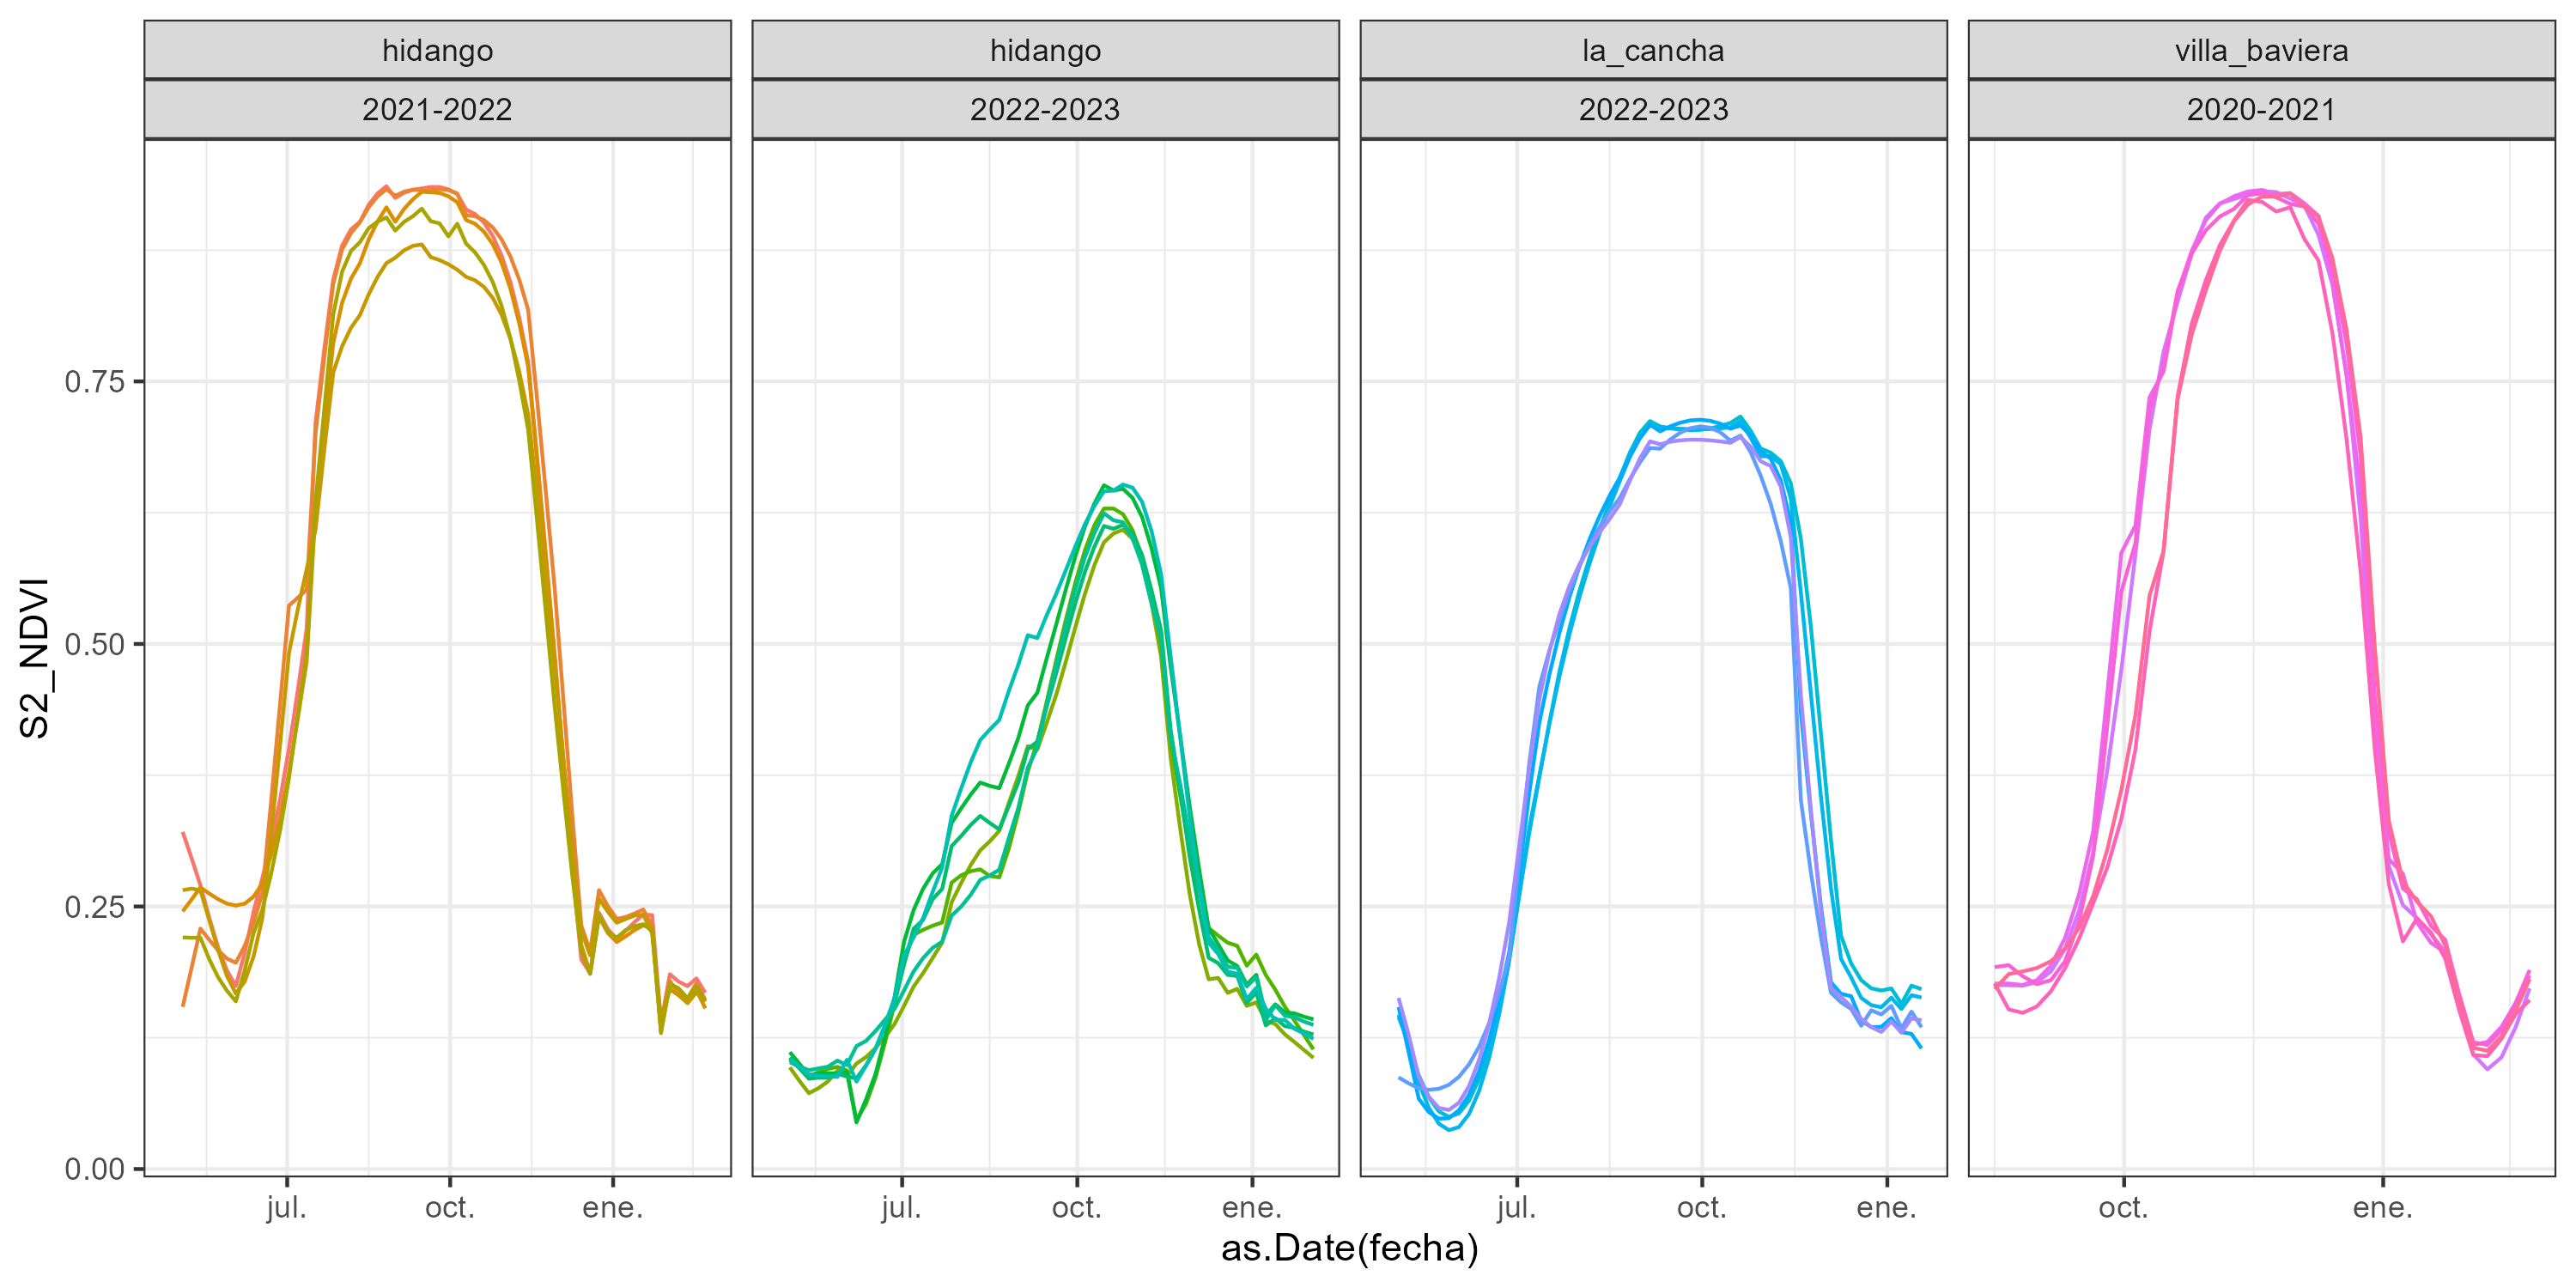 hidango
hidango
la_cancha
villa_baviera
2021-2022
2022-2023
2022-2023
2020-2021
S2_NDVI
0.75
0.50
0.25
0.00
jul.
oct.
ene.
jul.
oct.
ene.
jul.
oct.
ene.
oct.
ene.
as.Date(fecha)